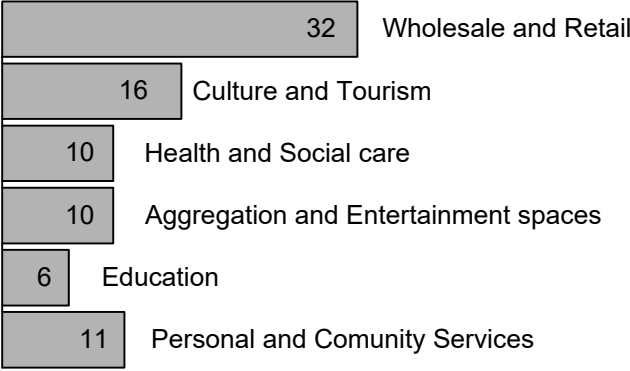 32 Wholesale and Retail
16 Culture and Tourism
10 Health and Social care
10 Aggregation and Entertainment spaces
6 Education
11 Personal and Comunity Services